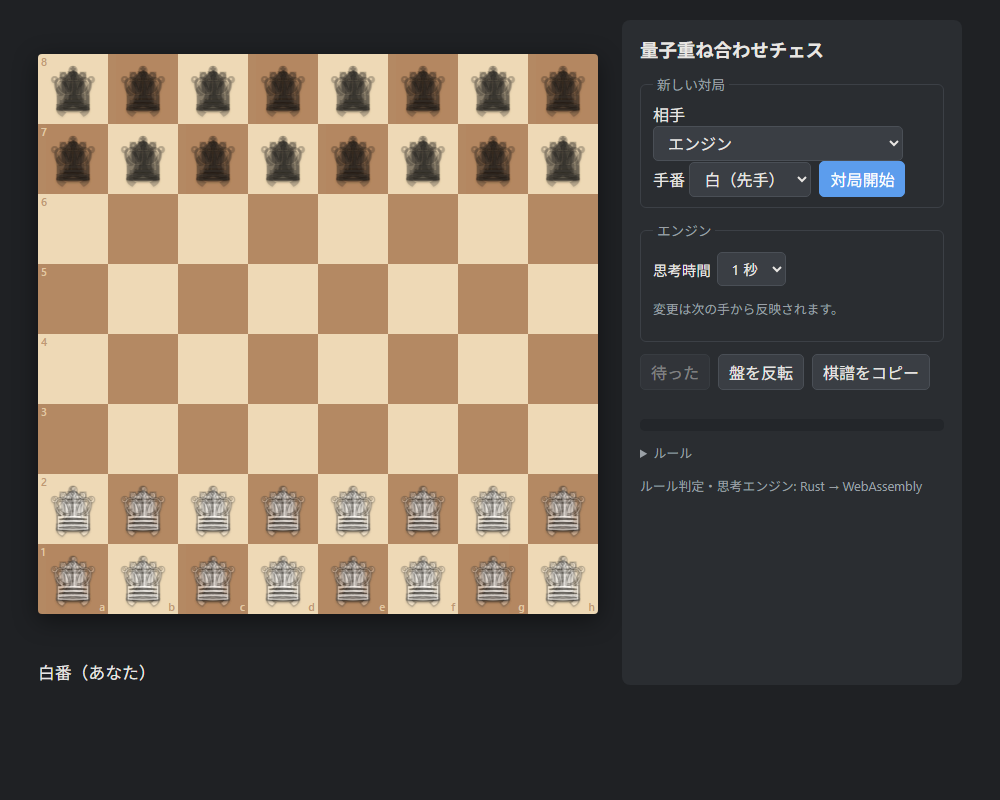 量子重ね合わせチェス
新しい対局
相手
エンジン
手番 白（先手） 対局開始
エンジン
思考時間 1 秒
変更は次の手から反映されます。
待った 盤を反転 棋譜をコピー
ルール
ルール判定・思考エンジン: Rust → WebAssembly
8
7
6
5
4
3
2
1
a b c d e f g h
白番（あなた）